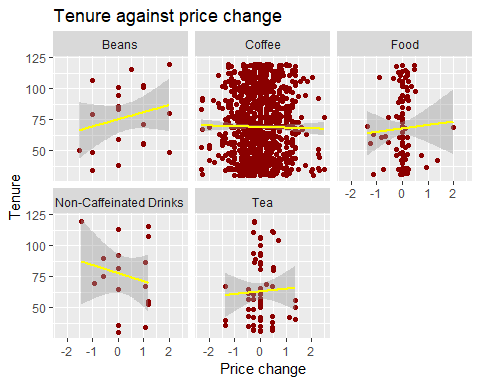 Tenure against price change
Beans Coffee Food
125
100
75
50
Non-Caffeinated Drinks Tea
-2 -1 0 1 2
125
100
75
50
-2 -1 0 1 2 -2 -1 0 1 2
Tenure
Price change